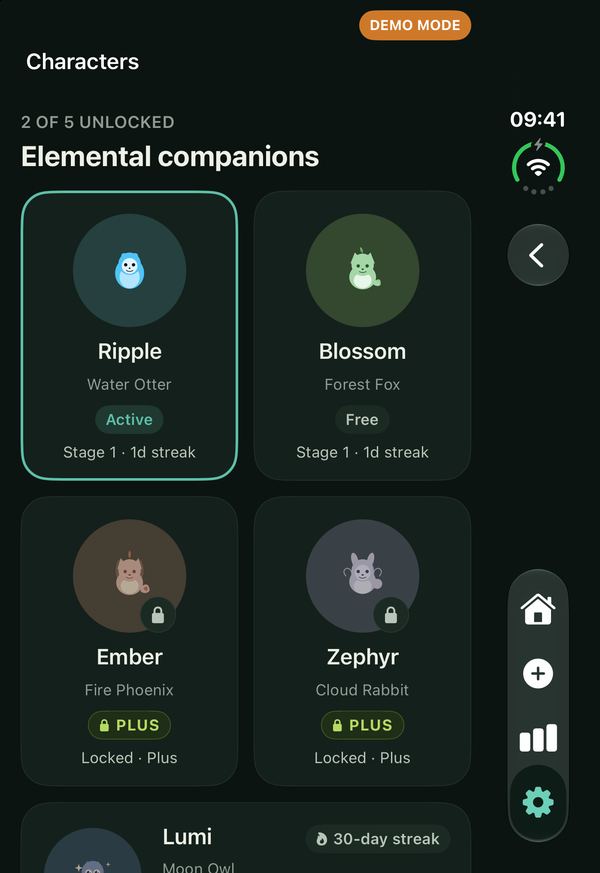 DEMO MODE
Characters
09:41
2 OF 5 UNLOCKED
Elemental companions
Ripple
Water Otter
Active
Stage 1 · 1d streak
Blossom
Forest Fox
Free
Stage 1 · 1d streak
Ember
Fire Phoenix
PLUS
Locked · Plus
Zephyr
Cloud Rabbit
PLUS
Locked · Plus
Lumi
30-day streak
Moon Owl